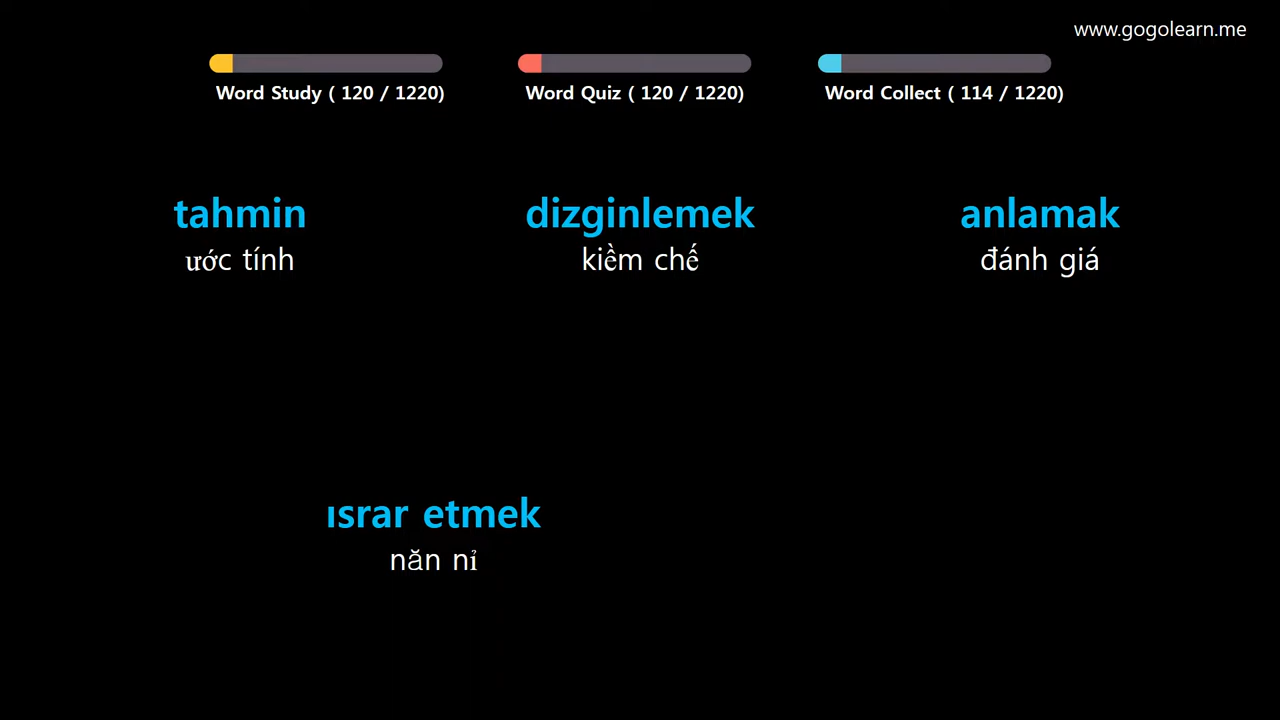 www.gogolearn.me
Word Study ( 120 / 1220)
Word Quiz ( 120 / 1220)
Word Collect ( 114 / 1220)
tahmin
ước tính
dizginlemek
kiềm chế
anlamak
đánh giá
ısrar etmek
năn nỉ